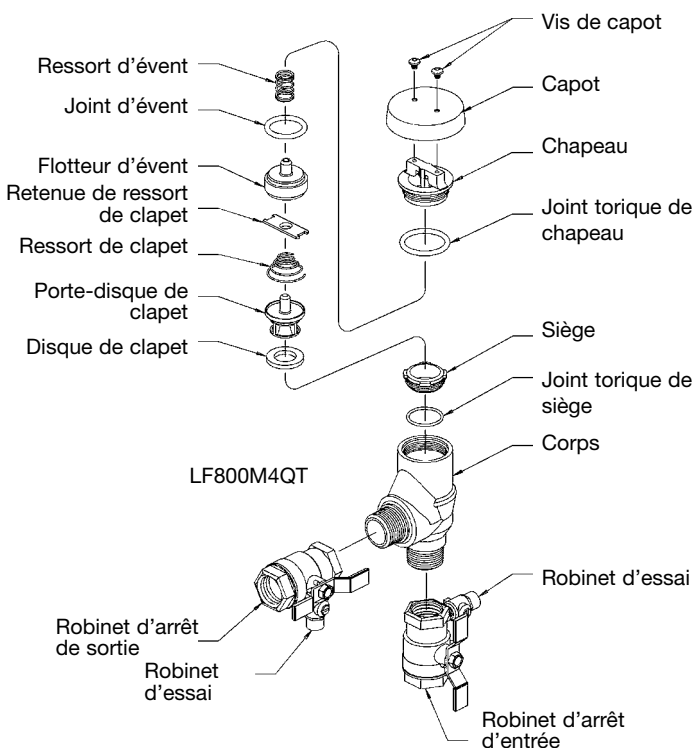 Vis de capot
Ressort d’évent
Capot
Joint d’évent
Chapeau
Flotteur d’évent
Retenue de ressort
de clapet
Joint torique de
chapeau
Ressort de clapet
Porte-disque de
clapet
Siège
Disque de clapet
Joint torique de
siège
Corps
LF800M4QT
Robinet d’essai
Robinet d’arrêt
de sortie
Robinet
d’essai
Robinet d’arrêt
d’entrée